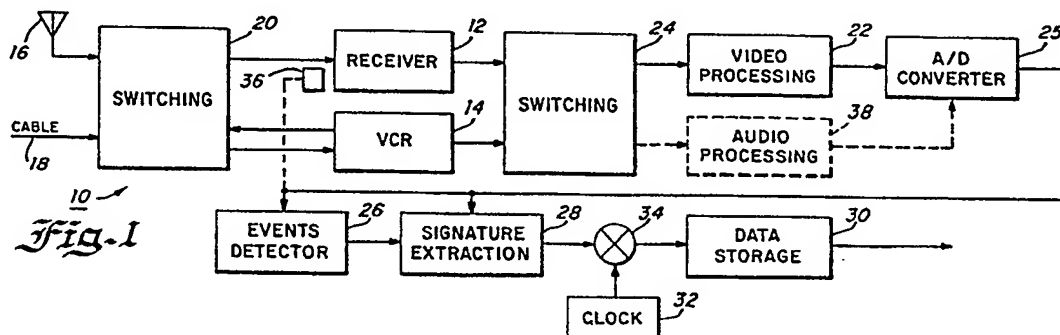 16
20
12
24
22
25
RECEIVER
VIDEO
PROCESSING
A/D
CONVERTER
36
SWITCHING
SWITCHING
14
38
CABLE
VCR
AUDIO
PROCESSING
18
10
Fig. 1
26
28
34
30
EVENTS
DETECTOR
SIGNATURE
EXTRACTION
DATA
STORAGE
CLOCK
32